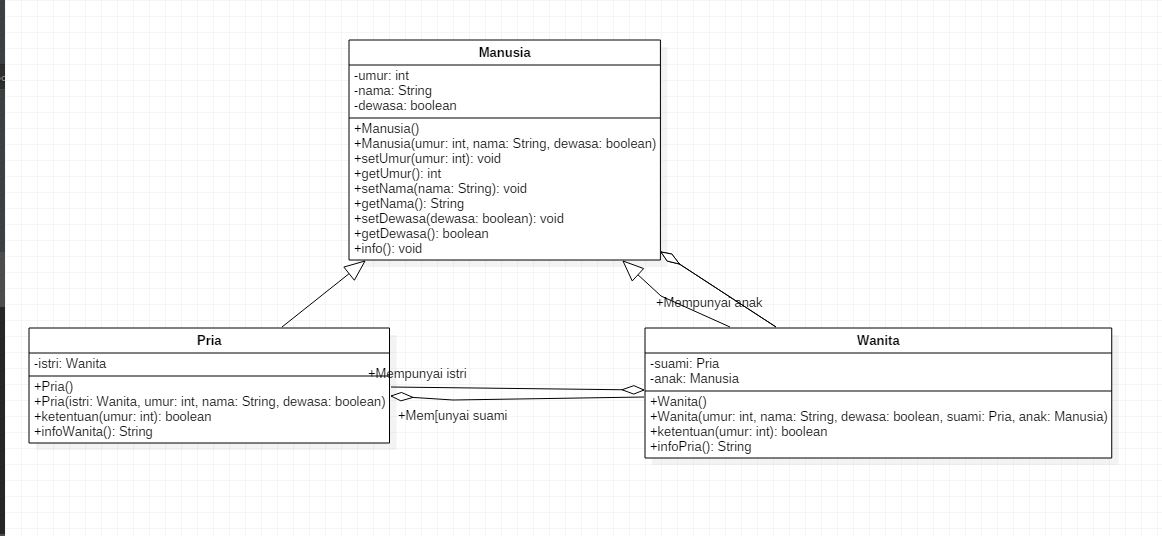 Manusia
-umur: int
-nama: String
-dewasa: boolean
+Manusia()
+Manusia(umur: int, nama: String, dewasa: boolean)
+setUmur(umur: int): void
+getUmur(): int
+setNama(nama: String): void
+getNama(): String
+setDewasa(dewasa: boolean): void
+getDewasa(): boolean
+info(): void
+Mempunyai anak
Pria
-istri: Wanita
+Pria()
+Pria(istri: Wanita, umur: int, nama: String, dewasa: boolean)
+ketentuan(umur: int): boolean
+infoWanita(): String
+Mempunyai istri
+Mem[unyai suami
Wanita
-suami: Pria
-anak: Manusia
+Wanita()
+Wanita(umur: int, nama: String, dewasa: boolean, suami: Pria, anak: Manusia)
+ketentuan(umur: int): boolean
+infoPria(): String